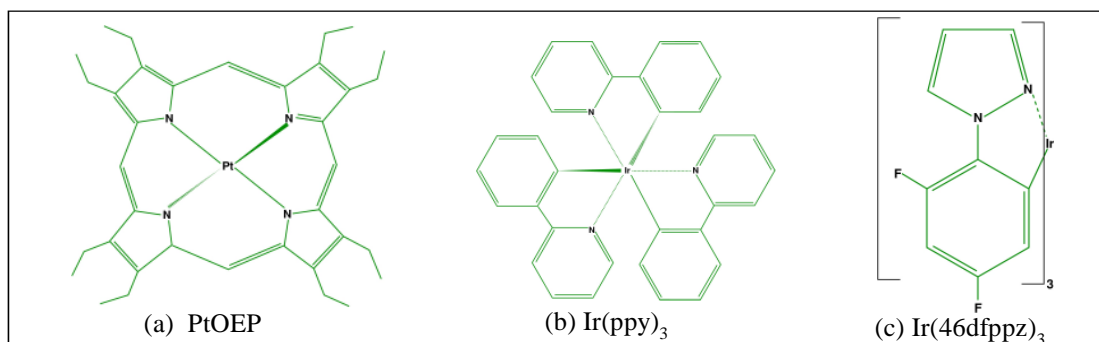 N N
Pt
N N
(a) PtOEP
N
Ir N
N
(b) Ir(ppy)3
N
N
Ir
F
F
3
(c) Ir(46dfppz)3